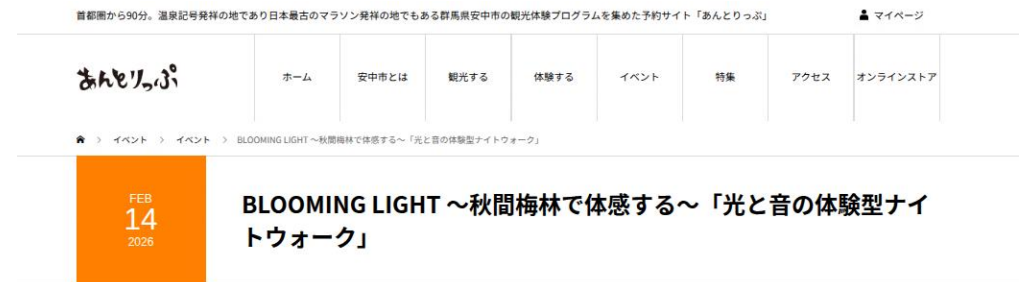 首都圏から90分。温泉記号発祥の地であり日本最古のマラソン発祥の地でもある群馬県安中市の観光体験プログラムを集めた予約サイト「あんとりっぷ」
マイページ
あんとりっぷ
ホーム
安中市とは
観光する
体験する
イベント
特集
アクセス
オンラインストア
イベント > イベント > BLOOMING LIGHT ～秋間梅林で体感する～「光と音の体験型ナイトウォーク」
FEB
14
2026
BLOOMING LIGHT ～秋間梅林で体感する～「光と音の体験型ナイ
トウォーク」